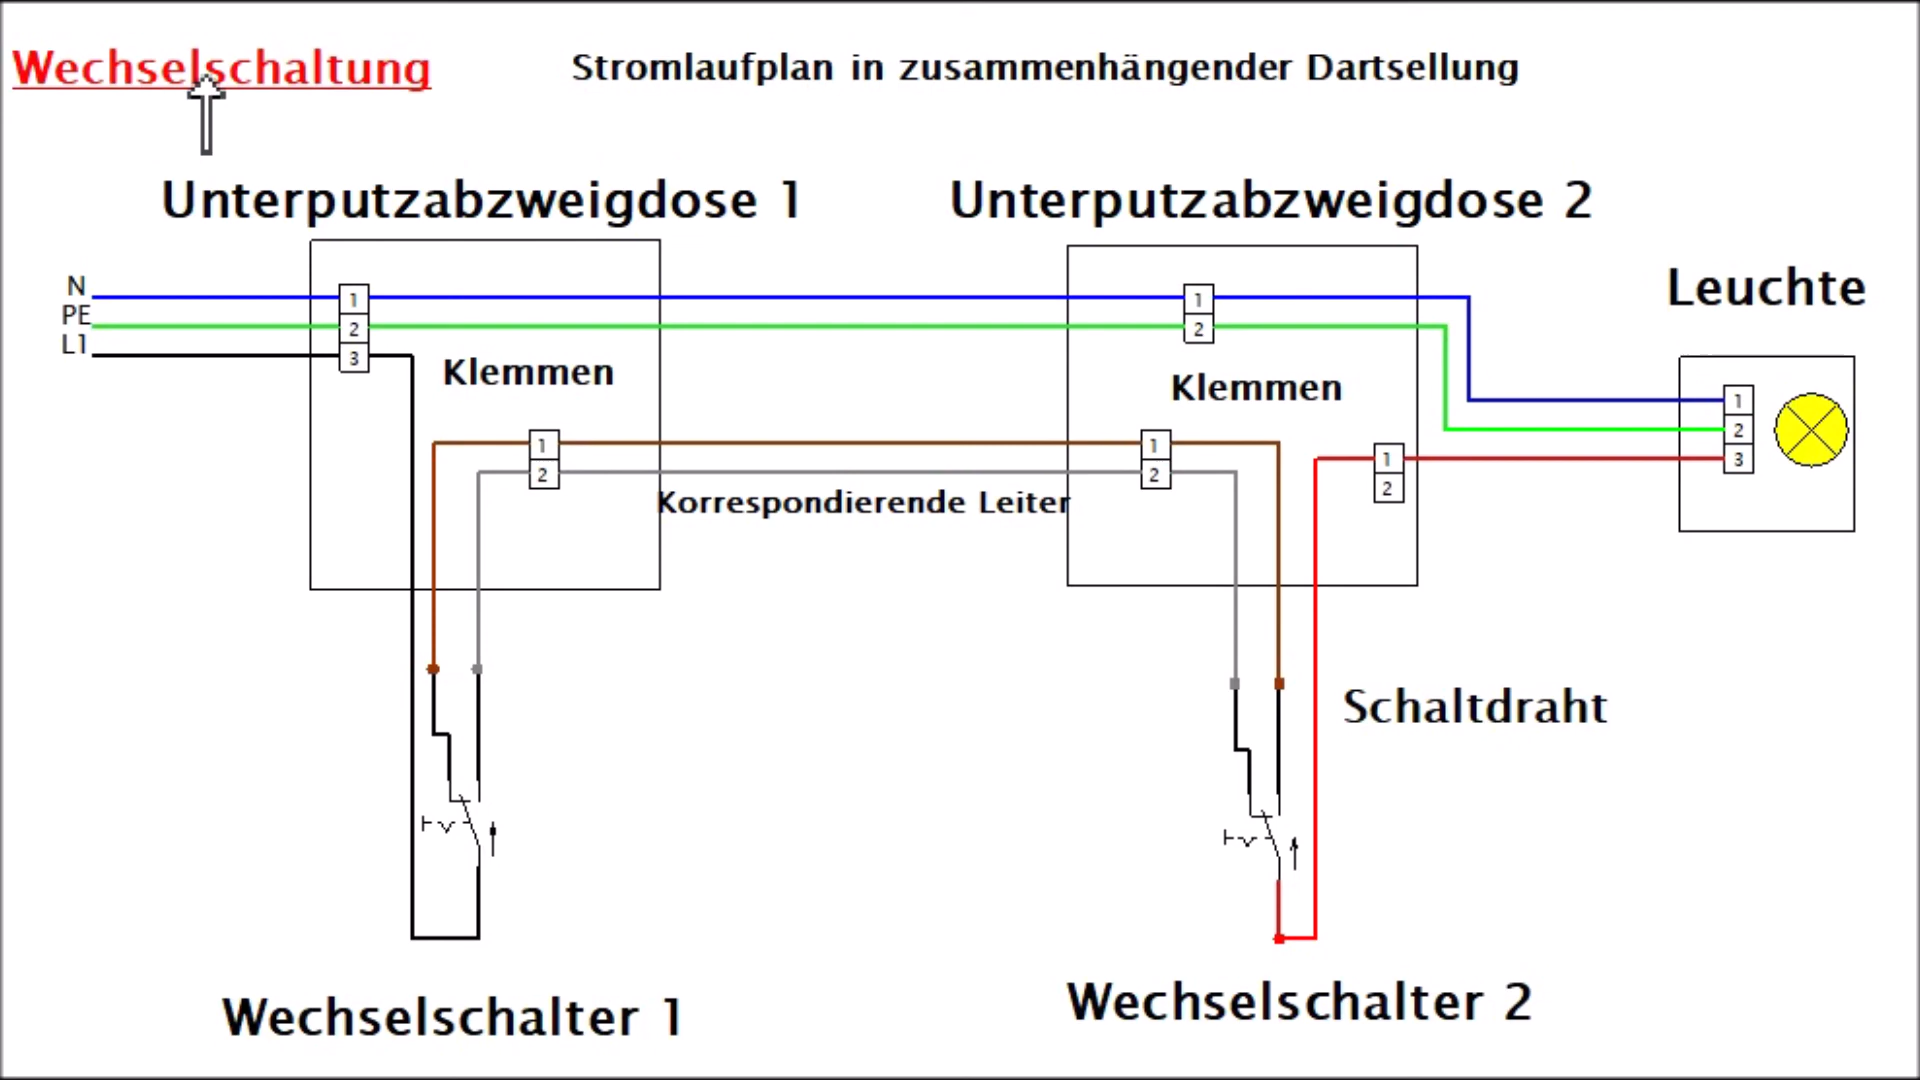 Wechselschaltung
Stromlaufplan in zusammenhängender Dartsellung
Unterputzabzweigdose 1
Unterputzabzweigdose 2
N
PE
L1
1
2
3
Klemmen
1
2
Klemmen
Leuchte
1
2
3
1
2
Korrespondierende Leiter
1
2
1
2
Schaltdraht
Wechselschalter 1
Wechselschalter 2